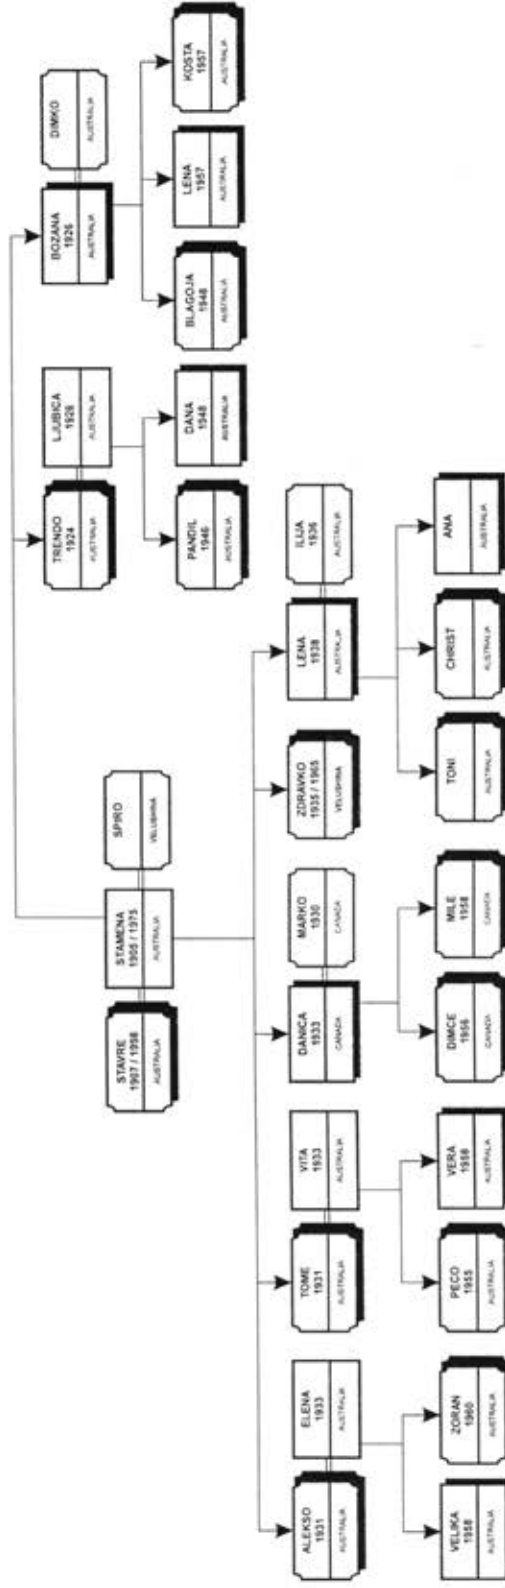 TRENDO
1924
AUSTRALIA
LJUBICA
1928
AUSTRALIA
BOZANA
1926
AUSTRALIA
DIMKO
AUSTRALIA
STAVRE
1907 / 1998
AUSTRALIA
STAMENA
1905 / 1975
AUSTRALIA
SPIRO
VELUSHINA
PANDIL
1946
AUSTRALIA
DANA
1948
AUSTRALIA
BLAGOJA
1948
AUSTRALIA
LENA
1957
AUSTRALIA
KOSTA
1957
AUSTRALIA
ALEKSO
1931
AUSTRALIA
ELENA
1933
AUSTRALIA
TOME
1931
AUSTRALIA
VITA
1933
AUSTRALIA
DANICA
1933
CANADA
MARKO
1930
CANADA
ZDRAVKO
1935 / 1965
VELUSHINA
LENA
1938
AUSTRALIA
ILIJA
1936
AUSTRALIA
VELIKA
1958
AUSTRALIA
ZORAN
1960
AUSTRALIA
PECO
1955
AUSTRALIA
VERA
1958
AUSTRALIA
DIMCE
1956
CANADA
MILE
1958
CANADA
TONI
AUSTRALIA
CHRIST
AUSTRALIA
ANA
AUSTRALIA